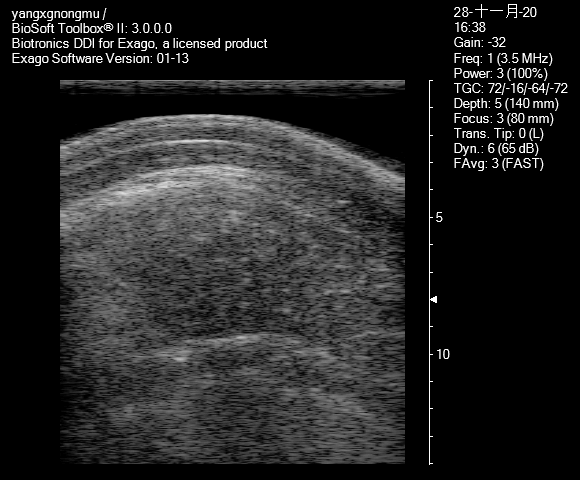 yangxgnongmu /
BioSoft Toolbox® II: 3.0.0.0
Biotronics DDI for Exago, a licensed product
Exago Software Version: 01-13
28-十一月-20
16:38
Gain: -32
Freq: 1 (3.5 MHz)
Power: 3 (100%)
TGC: 72/-16/-64/-72
Depth: 5 (140 mm)
Focus: 3 (80 mm)
Trans. Tip: 0 (L)
Dyn.: 6 (65 dB)
FAvg: 3 (FAST)
5
10